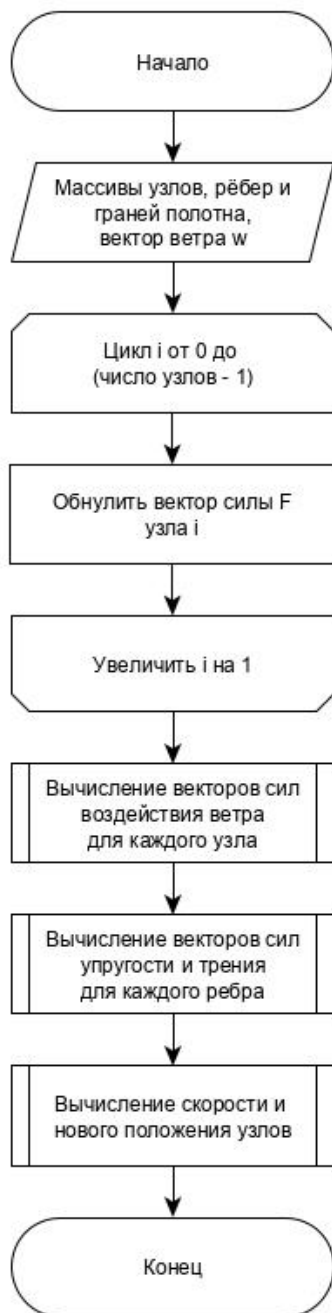 Начало
Массивы узлов, рёбер и
граней полотна,
вектор ветра w
Цикл i от 0 до
(число узлов - 1)
Обнулить вектор силы F
узла i
Увеличить i на 1
Вычисление векторов сил
воздействия ветра
для каждого узла
Вычисление векторов сил
упругости и трения
для каждого ребра
Вычисление скорости и
нового положения узлов
Конец